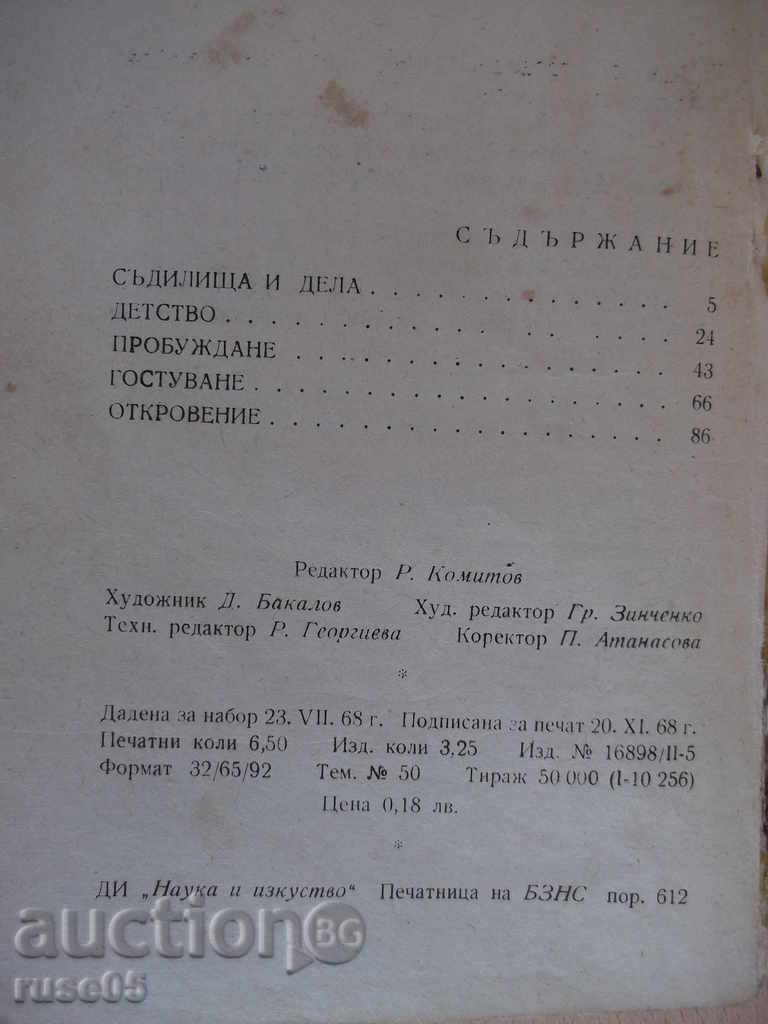 СЪДЪРЖАНИЕ
СЪДИЛИЩА И ДЕЛА . . . . . . . . . . . . . . 5
ДЕТСТВО . . . . . . . . . . . . . . . . 24
ПРОБУЖДАНЕ . . . . . . . . . . . . . . . . 43
ГОСТУВАНЕ . . . . . . . . . . . . . . . . . 66
ОТКРОВЕНИЕ . . . . . . . . . . . . . . . . . 86
Редактор Р. Комитов
Художник Д. Бакалов Худ. редактор Гр. Зинченко
Техн. редактор Р. Георгиева Коректор П. Атанасова
*
Дадена за набор 23. VII. 68 г. Подписана за печат 20. XI. 68 г.
Печатни коли 6,50 Изд. коли 3,25 Изд. № 16898/II-5
Формат 32/65/92 Тем. № 50 Тираж 50 000 (I-10 256)
Цена 0,18 лв.
*
ДИ „Наука и изкуство“ Печатница на БЗНС пор. 612
auction BG
ruse05